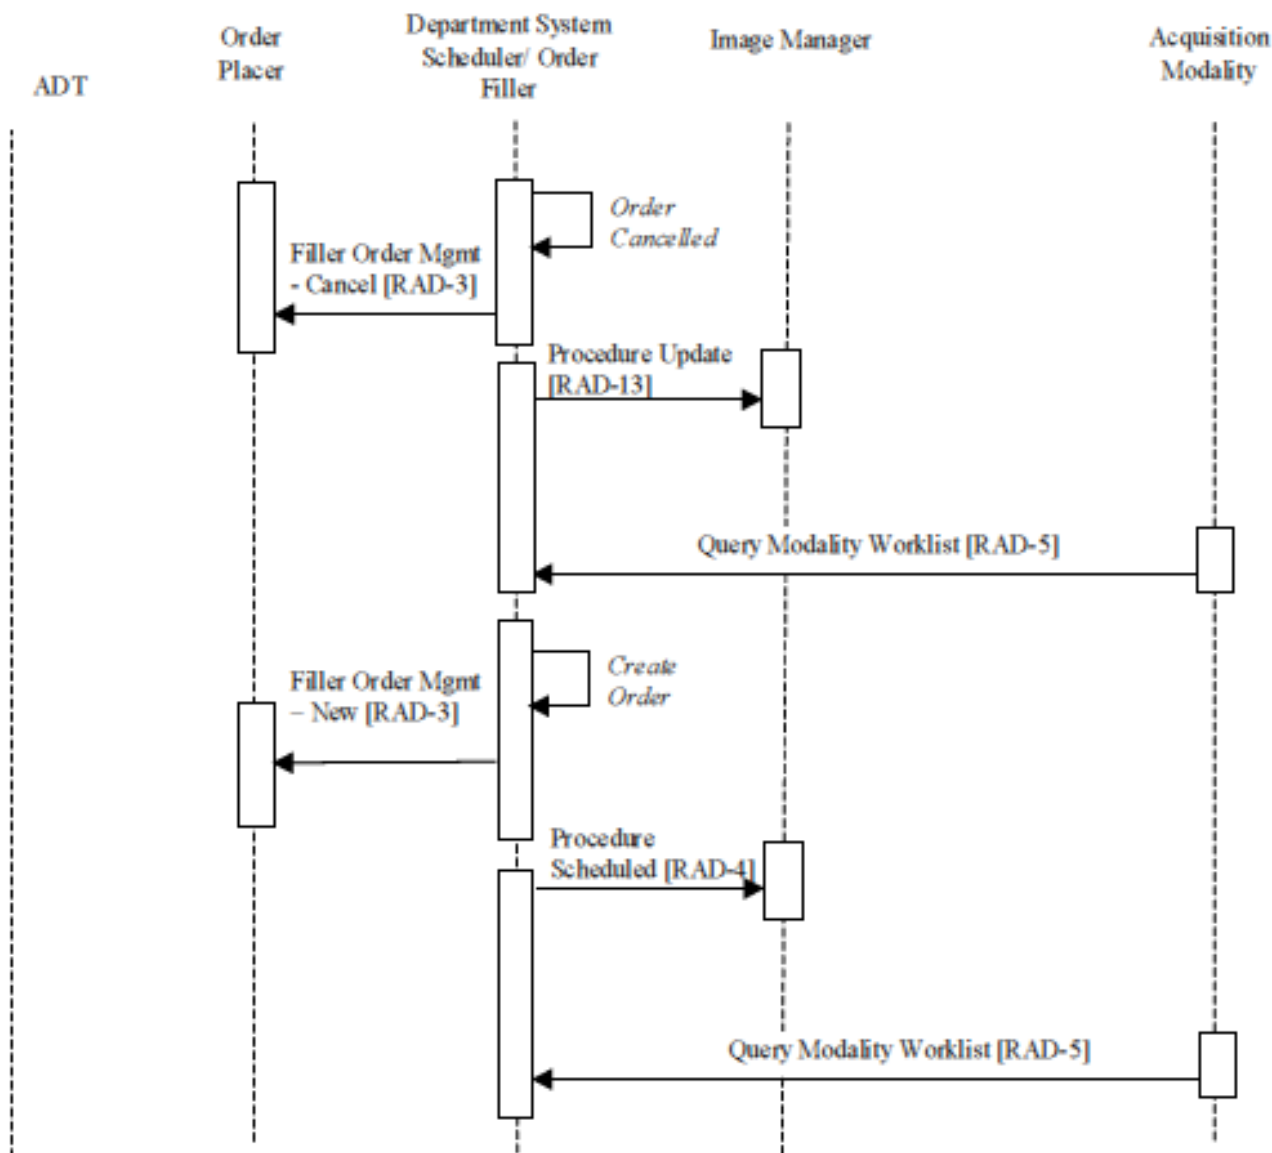 ADT
Order
Placer
Department System
Scheduler/ Order
Filler
Image Manager
Acquisition
Modality
Order
Cancelled
Filler Order Mgmt
- Cancel [RAD-3]
Procedure Update
[RAD-13]
Query Modality Worklist [RAD-5]
Create
Order
Filler Order Mgmt
– New [RAD-3]
Procedure
Scheduled [RAD-4]
Query Modality Worklist [RAD-5]